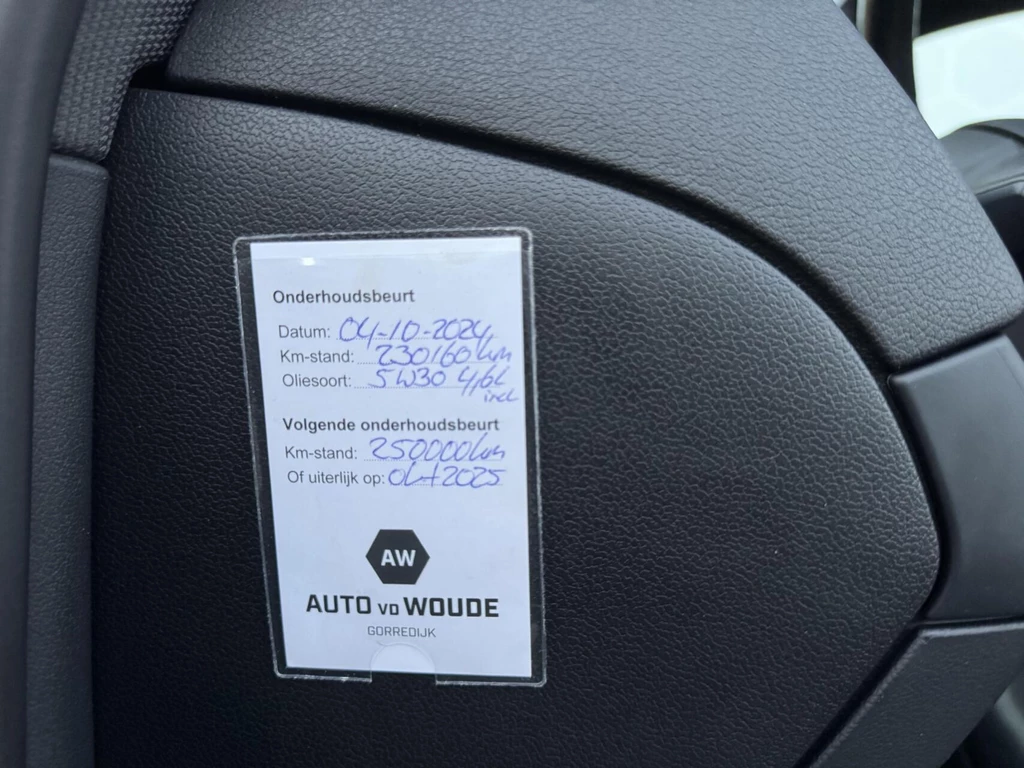 Onderhoudsbeurt
Datum: 04-10-2024
Km-stand: 230160 km
Oliesoort: 5W30 4,6L
incl
Volgende onderhoudsbeurt
Km-stand: 250000 km
Of uiterlijk op: okt 2025
AW
AUTO VD WOUDE
GORREDIJK